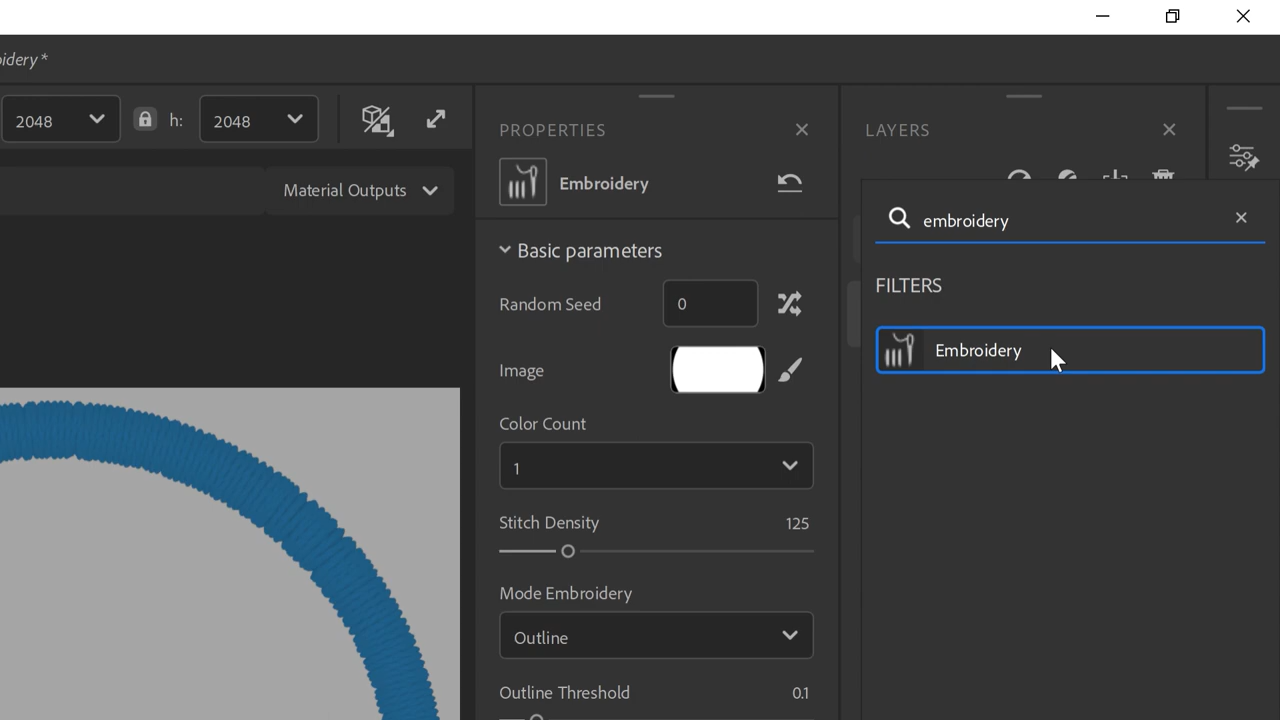 oidery*
2048
h:
2048
Material Outputs
PROPERTIES
Embroidery
Basic parameters
Random Seed
0
Image
Color Count
1
Stitch Density
125
Mode Embroidery
Outline
Outline Threshold
0.1
LAYERS
embroidery
FILTERS
Embroidery